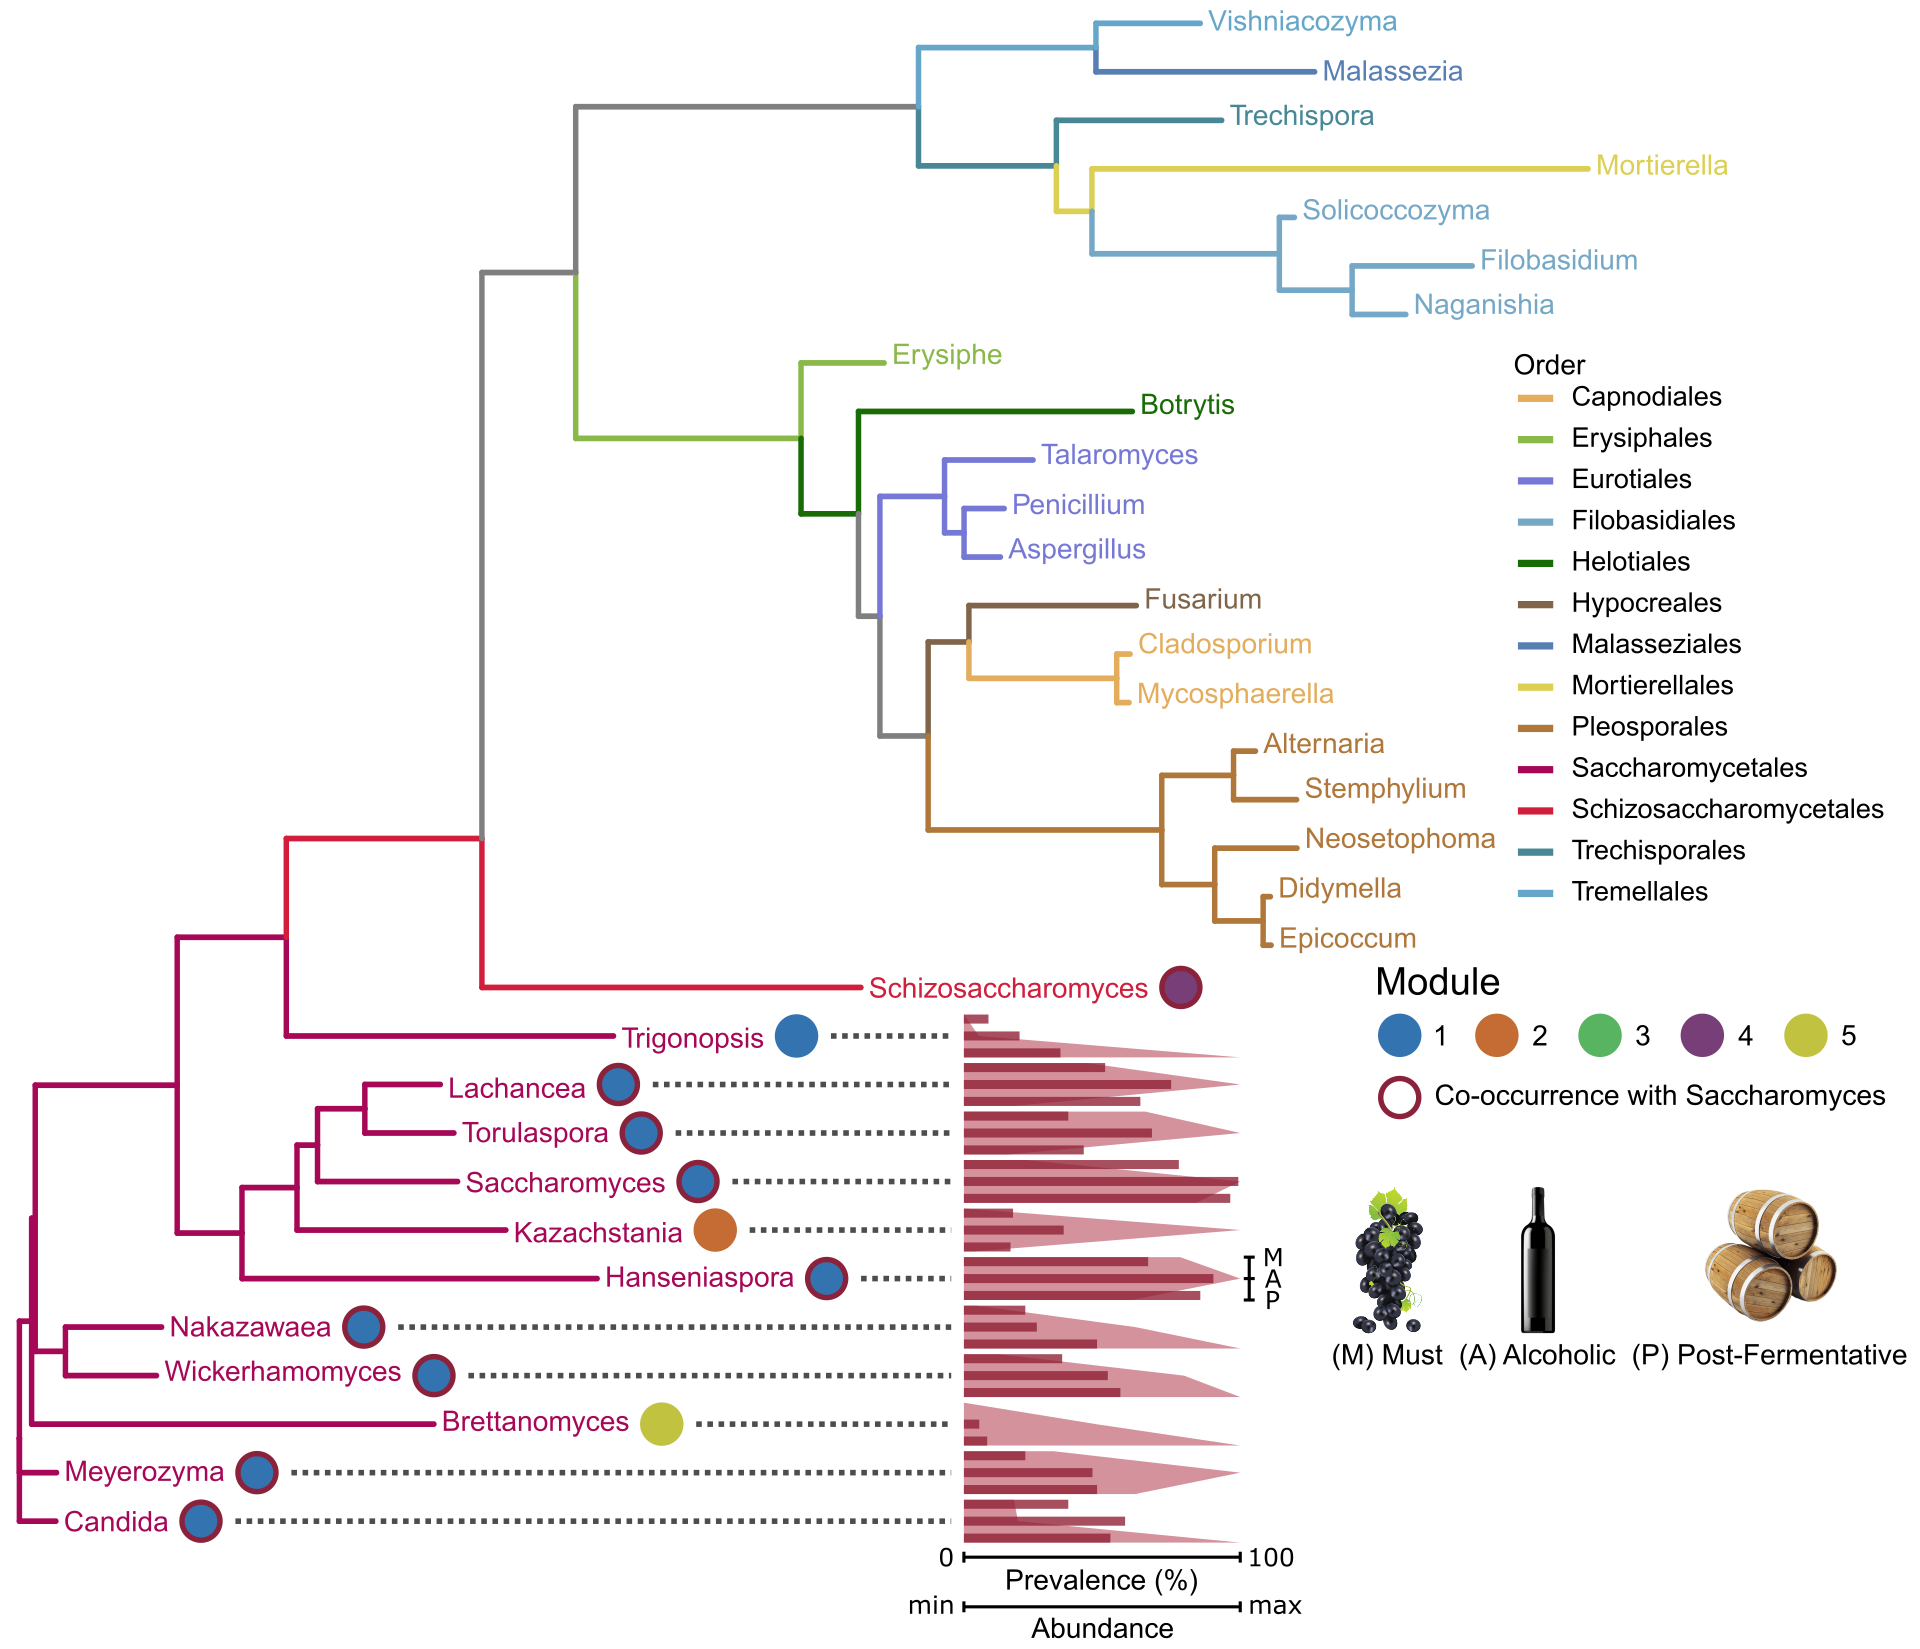 Vishniacozyma
Malassezia
Trechispora
Mortierella
Solicoccozyma
Filobasidium
Naganishia
Erysiphe
Botrytis
Talaromyces
Penicillium
Aspergillus
Fusarium
Cladosporium
Mycosphaerella
Alternaria
Stemphylium
Neosetophoma
Didymella
Epicoccum
Schizosaccharomyces
Trigonopsis
Lachancea
Torulaspora
Saccharomyces
Kazachstania
Hanseniaspora
Nakazawaea
Wickerhamomyces
Brettanomyces
Meyerozyma
Candida
M
A
P
0 100
Prevalence (%)
min max
Abundance
Order
Capnodiales
Erysiphales
Eurotiales
Filobasidiales
Helotiales
Hypocreales
Malasseziales
Mortierellales
Pleosporales
Saccharomycetales
Schizosaccharomycetales
Trechisporales
Tremellales
Module
1 2 3 4 5
Co-occurrence with Saccharomyces
(M) Must (A) Alcoholic (P) Post-Fermentative